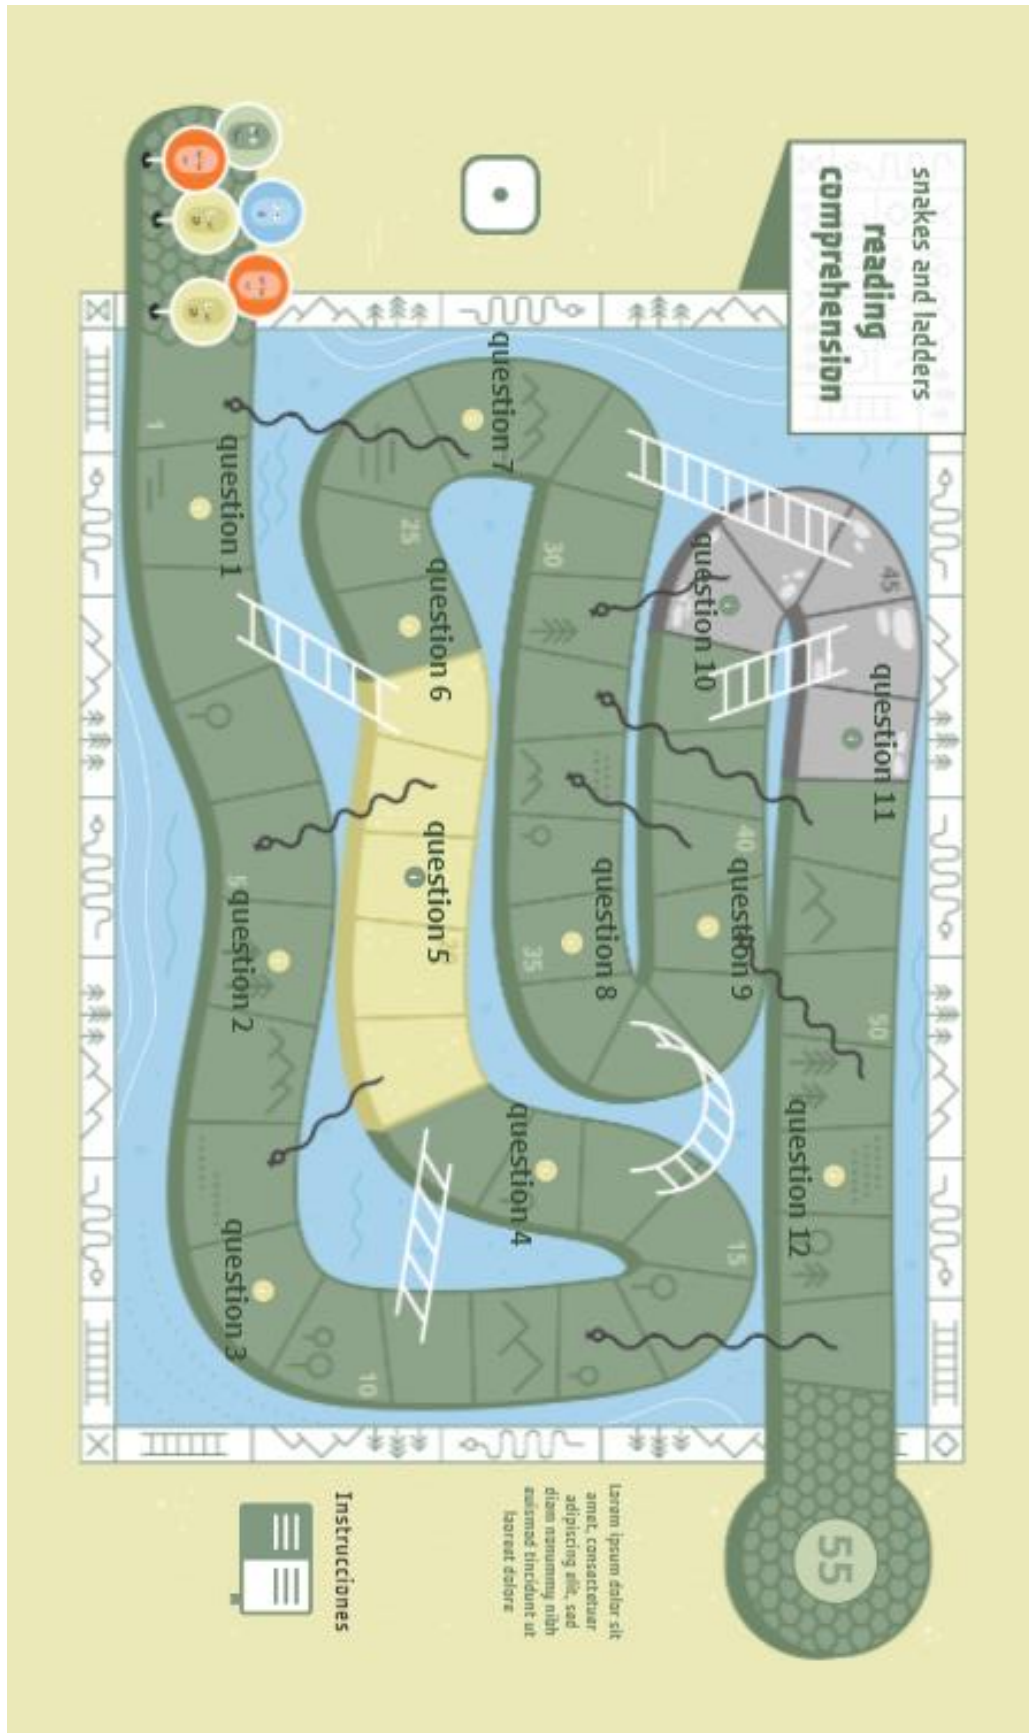 snakes and ladders
reading
comprehension
question 1
question 2
question 3
question 4
question 5
question 6
question 7
question 8
question 9
question 10
question 11
question 12
1
5
10
15
25
30
35
40
45
50
55
Instrucciones
Lorem ipsum dolor sit
amet, consectetuer
adipiscing elit, sed
diam nonummy nibh
euismod tincidunt ut
laoreet dolore